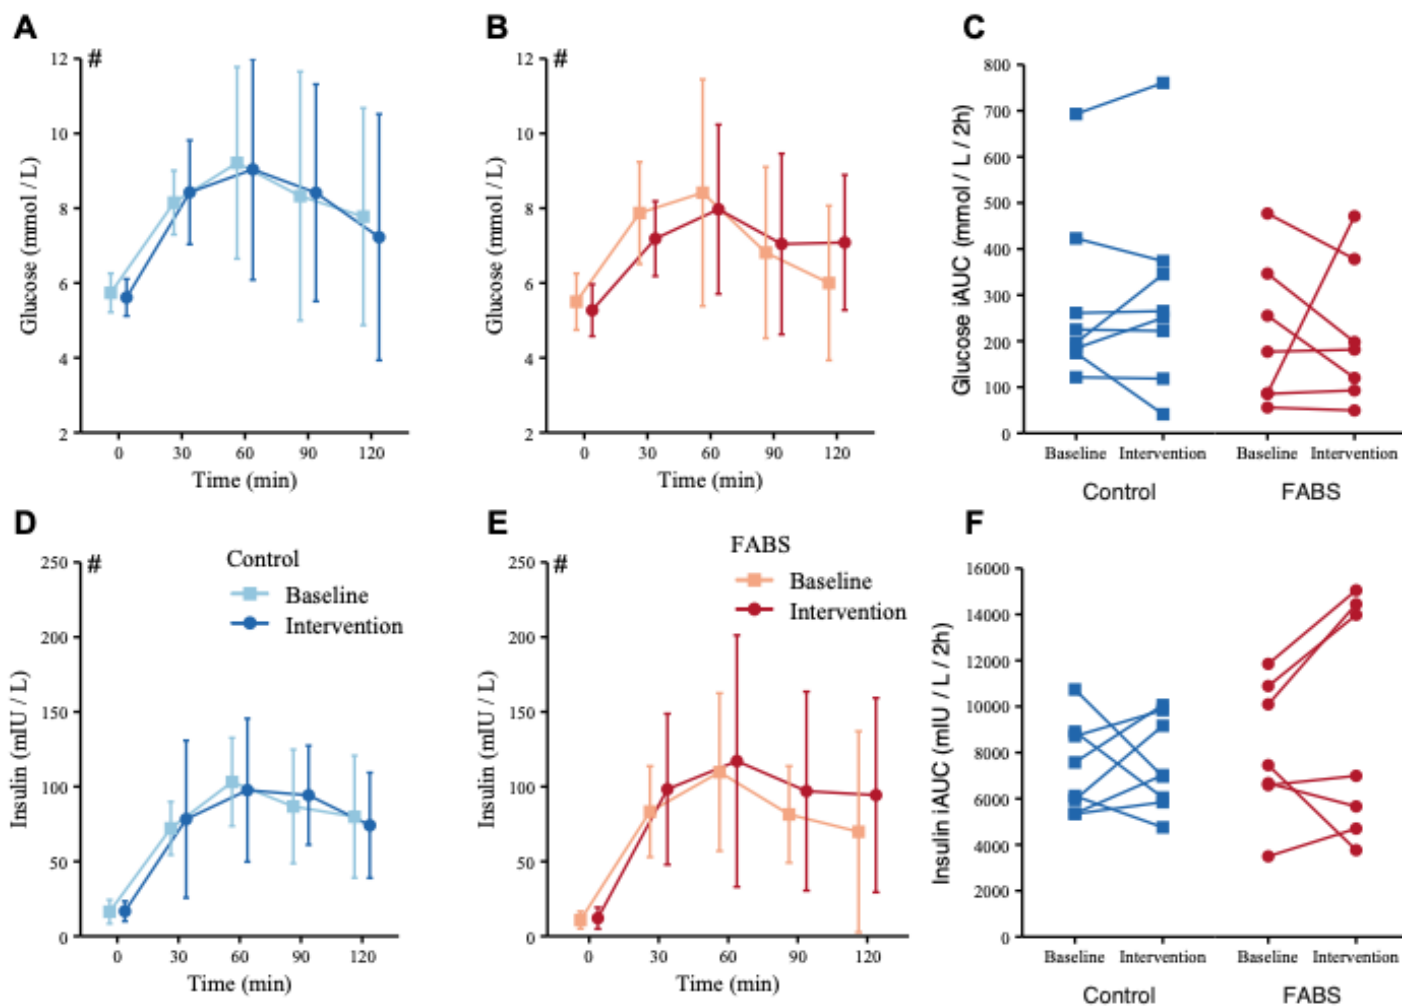 A
#
12
10
8
6
4
2
Glucose (mmol / L)
0 30 60 90 120
Time (min)
B
#
12
10
8
6
4
2
Glucose (mmol / L)
0 30 60 90 120
Time (min)
C
800
700
600
500
400
300
200
100
0
Glucose iAUC (mmol / L / 2h)
Baseline Intervention Baseline Intervention
Control FABS
D
#
250
200
150
100
50
0
Insulin (mIU / L)
Control
Baseline
Intervention
0 30 60 90 120
Time (min)
E
#
250
200
150
100
50
0
Insulin (mIU / L)
FABS
Baseline
Intervention
0 30 60 90 120
Time (min)
F
16000
14000
12000
10000
8000
6000
4000
2000
0
Insulin iAUC (mIU / L / 2h)
Baseline Intervention Baseline Intervention
Control FABS